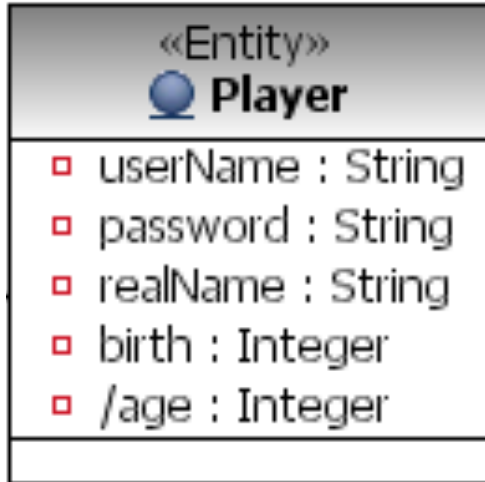 «Entity»
Player
userName : String
password : String
realName : String
birth : Integer
/age : Integer